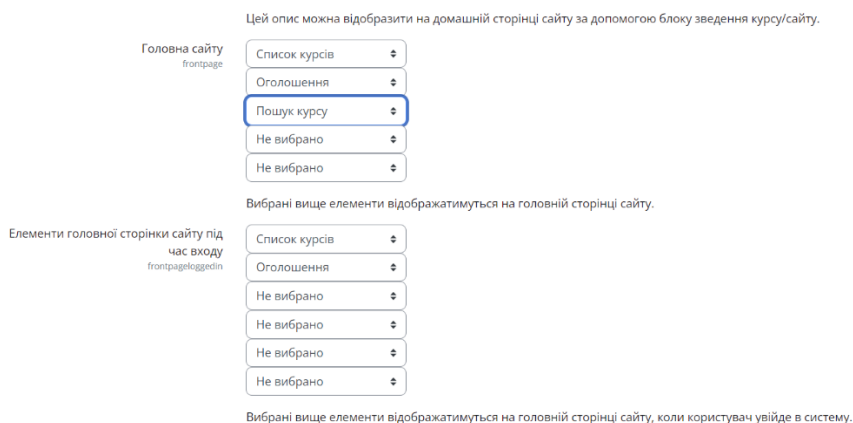 Цей опис можна відобразити на домашній сторінці сайту за допомогою блоку зведення курсу/сайту.
Головна сайту
frontpage
Список курсів
Оголошення
Пошук курсу
Не вибрано
Не вибрано
Вибрані вище елементи відображатимуться на головній сторінці сайту.
Елементи головної сторінки сайту під
час входу
frontpageloggedin
Список курсів
Оголошення
Не вибрано
Не вибрано
Не вибрано
Не вибрано
Вибрані вище елементи відображатимуться на головній сторінці сайту, коли користувач увійде в систему.